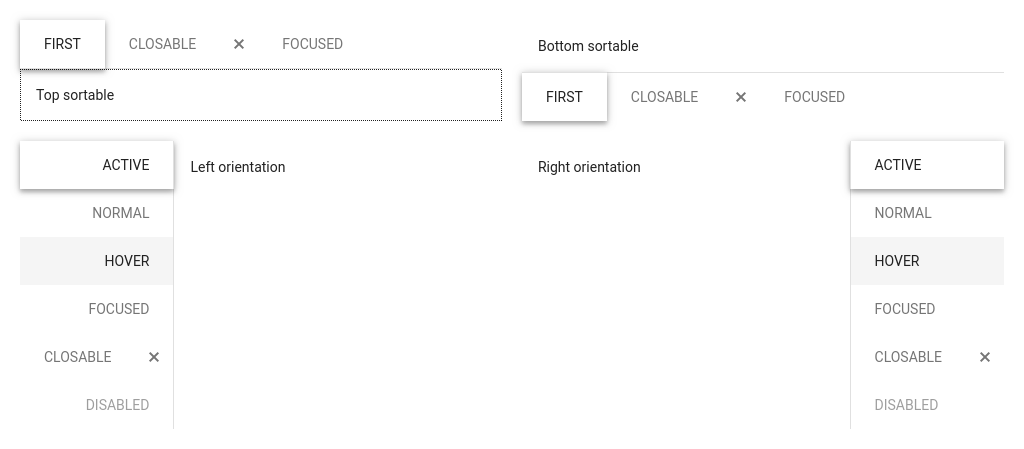 FIRST CLOSABLE × FOCUSED
Top sortable
Bottom sortable
FIRST CLOSABLE × FOCUSED
ACTIVE
NORMAL
HOVER
FOCUSED
CLOSABLE ×
DISABLED
Left orientation
Right orientation
ACTIVE
NORMAL
HOVER
FOCUSED
CLOSABLE ×
DISABLED